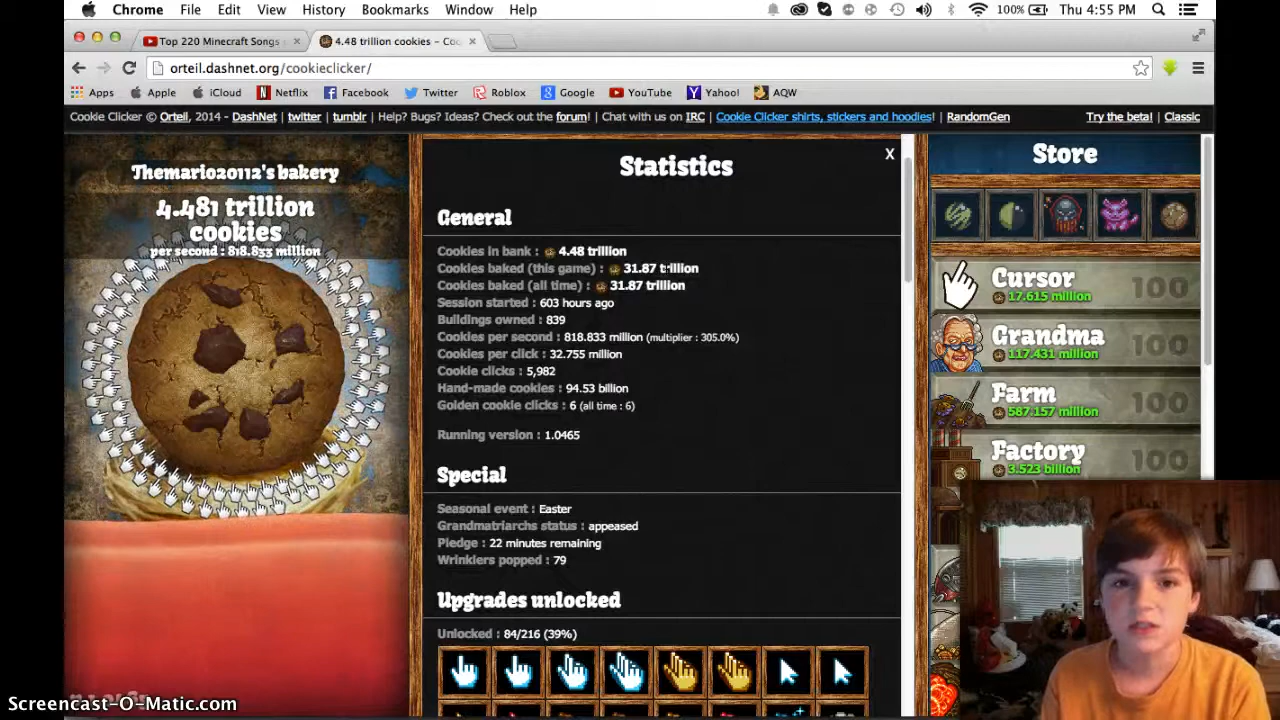 Chrome File Edit View History Bookmarks Window Help 100% Thu 4:55 PM
Top 220 Minecraft Songs 4.48 trillion cookies – Coo
orteil.dashnet.org/cookieclicker/
Apps Apple iCloud Netflix Facebook Twitter Roblox Google YouTube Yahoo! AQW
Cookie Clicker © Orteil, 2014 - DashNet | twitter | tumblr | Help? Bugs? Ideas? Check out the forum! | Chat with us on IRC | Cookie Clicker shirts, stickers and hoodies! | RandomGen Try the beta! | Classic
Themario20112's bakery
4.481 trillion
cookies
per second : 818.833 million
Statistics
X
General
Cookies in bank : 4.48 trillion
Cookies baked (this game) : 31.87 trillion
Cookies baked (all time) : 31.87 trillion
Session started : 603 hours ago
Buildings owned : 839
Cookies per second : 818.833 million (multiplier : 305.0%)
Cookies per click : 32.755 million
Cookie clicks : 5,982
Hand-made cookies : 94.53 billion
Golden cookie clicks : 6 (all time : 6)
Running version : 1.0465
Special
Seasonal event : Easter
Grandmatriarchs status : appeased
Pledge : 22 minutes remaining
Wrinklers popped : 79
Upgrades unlocked
Unlocked : 84/216 (39%)
Store
Cursor
17.615 million
100
Grandma
117.431 million
100
Farm
587.157 million
100
Factory
3.523 billion
100
Screencast-O-Matic.com